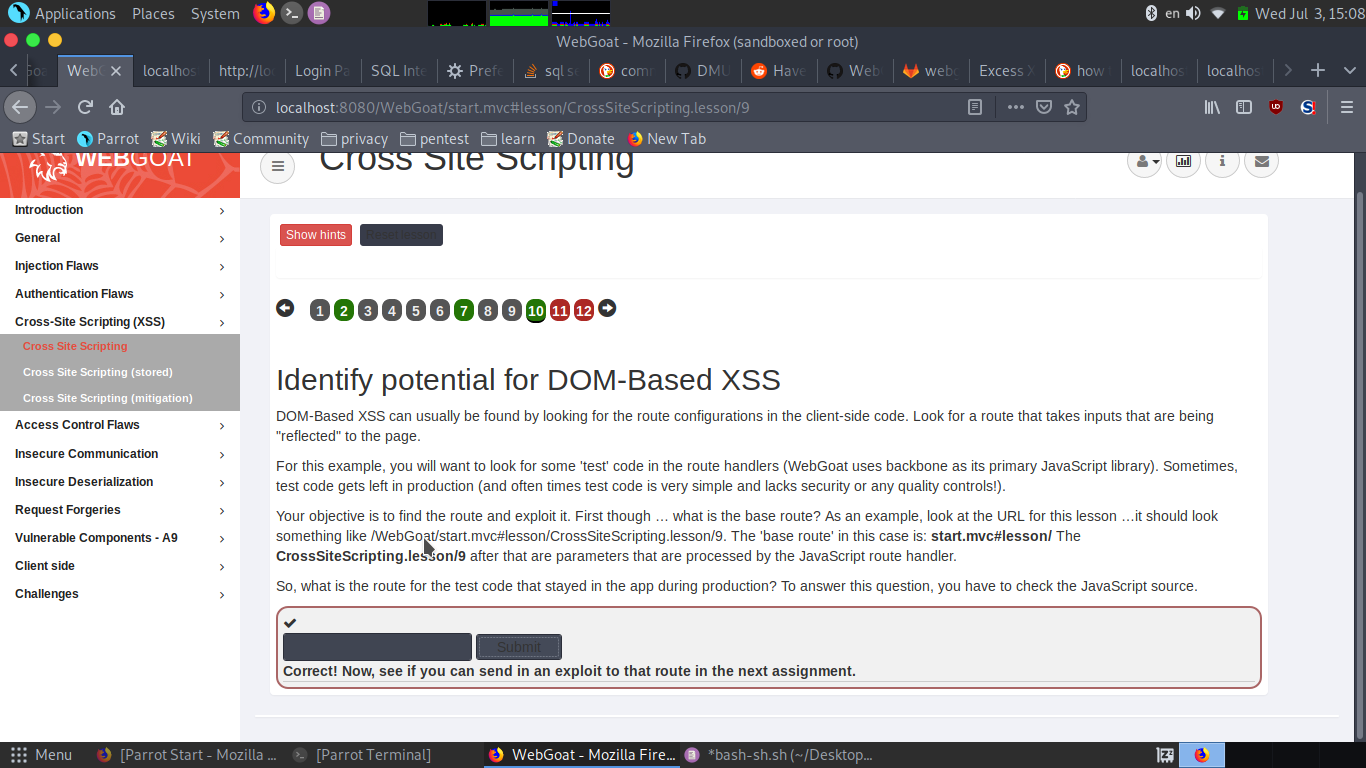 Applications Places System en Wed Jul 3, 15:08
WebGoat - Mozilla Firefox (sandboxed or root)
WebG localhos http://lo Login Pa SQL Inte Prefe sql se com DMU Have Web webg Excess X how localhos localhos
localhost:8080/WebGoat/start.mvc#lesson/CrossSiteScripting.lesson/9
Start Parrot Wiki Community privacy pentest learn Donate New Tab
WEBGOAT
Cross Site Scripting
Introduction
General
Injection Flaws
Authentication Flaws
Cross-Site Scripting (XSS)
Cross Site Scripting
Cross Site Scripting (stored)
Cross Site Scripting (mitigation)
Access Control Flaws
Insecure Communication
Insecure Deserialization
Request Forgeries
Vulnerable Components - A9
Client side
Challenges
Show hints Reset lesson
1 2 3 4 5 6 7 8 9 10 11 12
Identify potential for DOM-Based XSS
DOM-Based XSS can usually be found by looking for the route configurations in the client-side code. Look for a route that takes inputs that are being
"reflected" to the page.
For this example, you will want to look for some 'test' code in the route handlers (WebGoat uses backbone as its primary JavaScript library). Sometimes,
test code gets left in production (and often times test code is very simple and lacks security or any quality controls!).
Your objective is to find the route and exploit it. First though … what is the base route? As an example, look at the URL for this lesson …it should look
something like /WebGoat/start.mvc#lesson/CrossSiteScripting.lesson/9. The 'base route' in this case is: start.mvc#lesson/ The
CrossSiteScripting.lesson/9 after that are parameters that are processed by the JavaScript route handler.
So, what is the route for the test code that stayed in the app during production? To answer this question, you have to check the JavaScript source.
Submit
Correct! Now, see if you can send in an exploit to that route in the next assignment.
Menu [Parrot Start - Mozilla ... [Parrot Terminal] WebGoat - Mozilla Fire... *bash-sh.sh (~/Desktop...